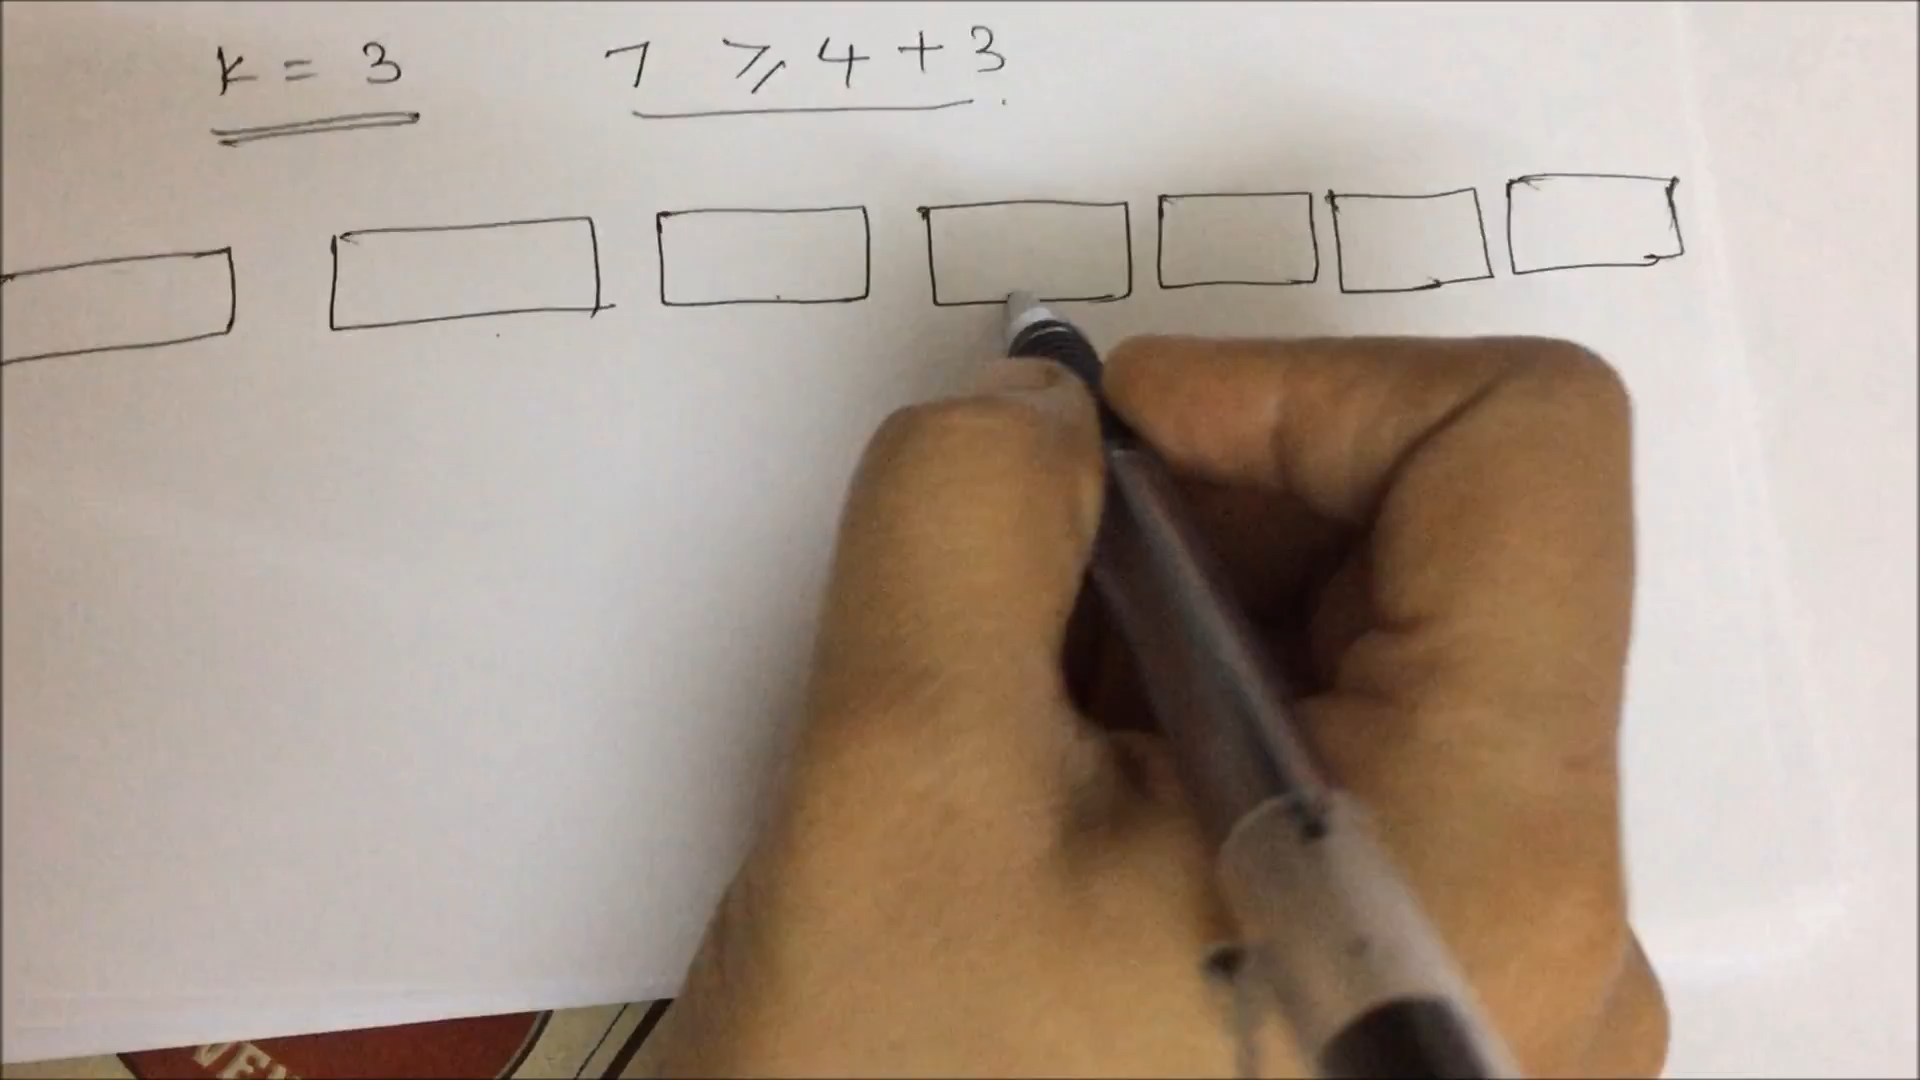 k = 3 7 ⩾ 4 + 3